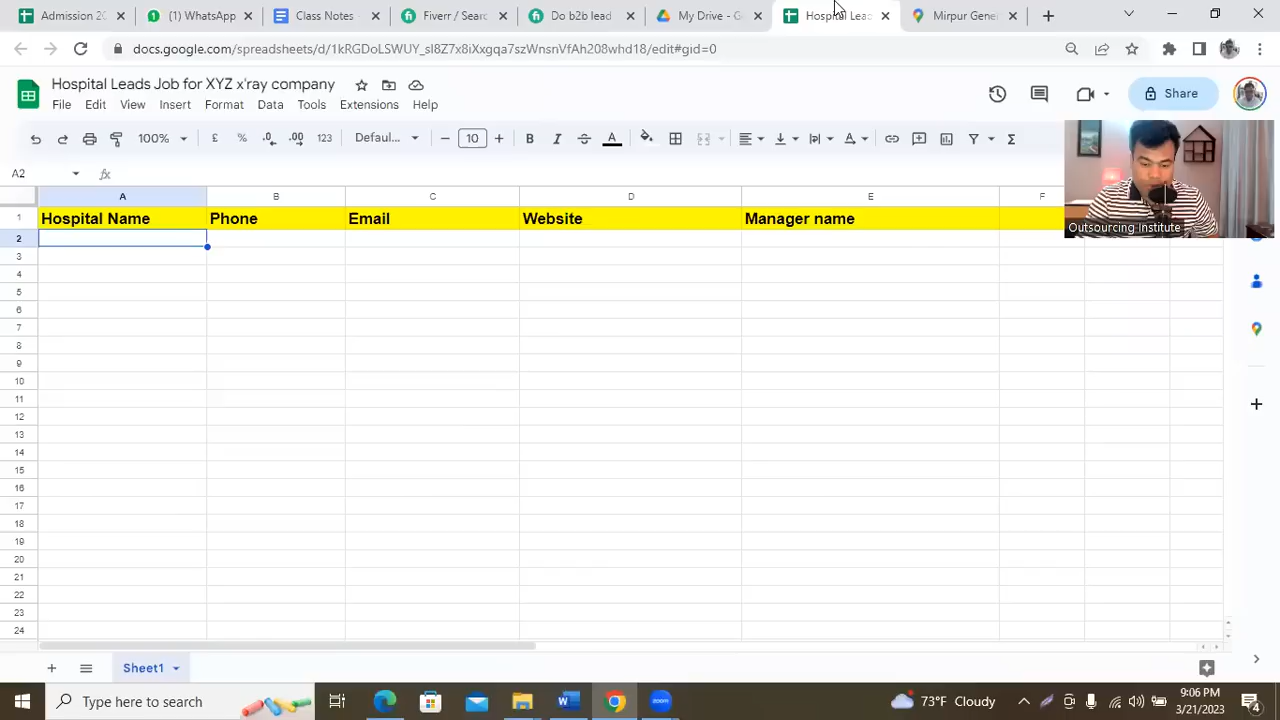 Admission 2C
(1) WhatsApp
Class Notes
Fiverr / Sear
Do b2b lead
My Drive - G
Hospital Lea
Mirpur Gene
docs.google.com/spreadsheets/d/1kRGDoLSWUY_sl8Z7x8iXxgqa7szWnsnVfAh208whd18/edit#gid=0
Hospital Leads Job for XYZ x'ray company
File Edit View Insert Format Data Tools Extensions Help
Share
100% £ % .0 .00 123 Defaul... 10 B I A Σ
A2 fx
A B C D E F
1 Hospital Name Phone Email Website Manager name
Outsourcing Institute
2
3
4
5
6
7
8
9
10
11
12
13
14
15
16
17
18
19
20
21
22
23
24
Sheet1
Type here to search
73°F Cloudy
9:06 PM
3/21/2023
4